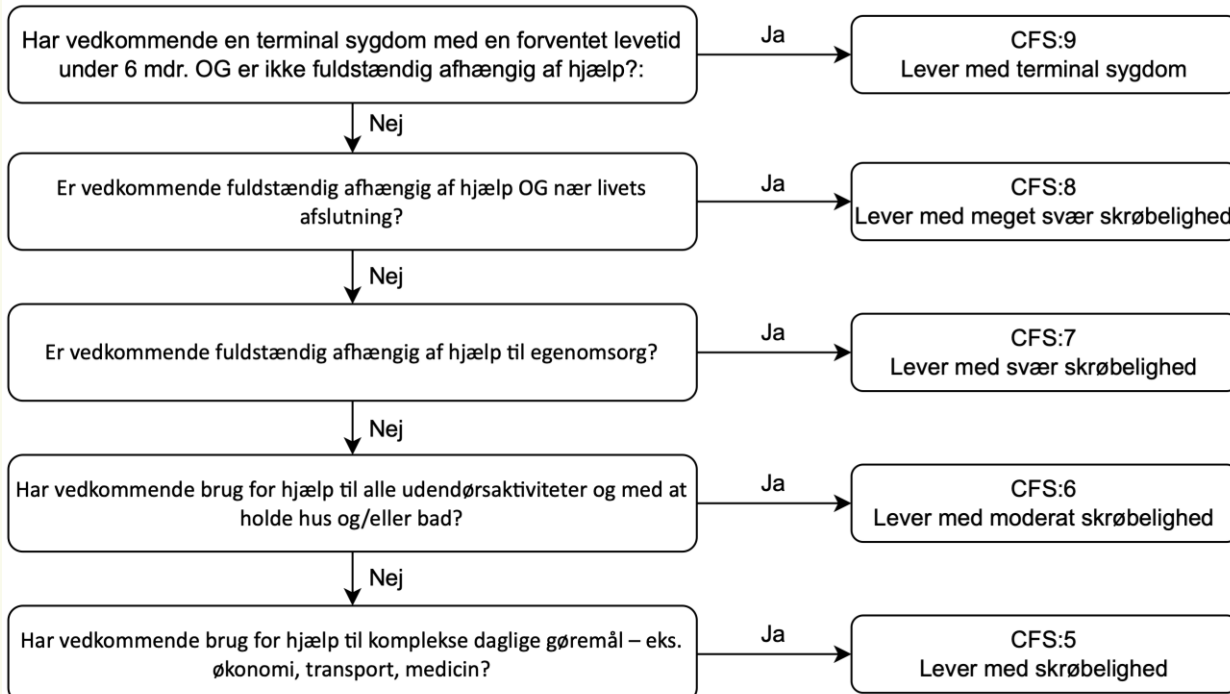 Har vedkommende en terminal sygdom med en forventet levetid
under 6 mdr. OG er ikke fuldstændig afhængig af hjælp?:
Ja
CFS:9
Lever med terminal sygdom
Nej
Er vedkommende fuldstændig afhængig af hjælp OG nær livets
afslutning?
Ja
CFS:8
Lever med meget svær skrøbelighed
Nej
Er vedkommende fuldstændig afhængig af hjælp til egenomsorg?
Ja
CFS:7
Lever med svær skrøbelighed
Nej
Har vedkommende brug for hjælp til alle udendørsaktiviteter og med at
holde hus og/eller bad?
Ja
CFS:6
Lever med moderat skrøbelighed
Nej
Har vedkommende brug for hjælp til komplekse daglige gøremål – eks.
økonomi, transport, medicin?
Ja
CFS:5
Lever med skrøbelighed